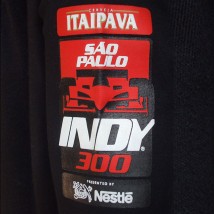 CERVEJA
ITAIPAVA
SÃO
PAULO
INDY
300
PRESENTED BY
Nestlé